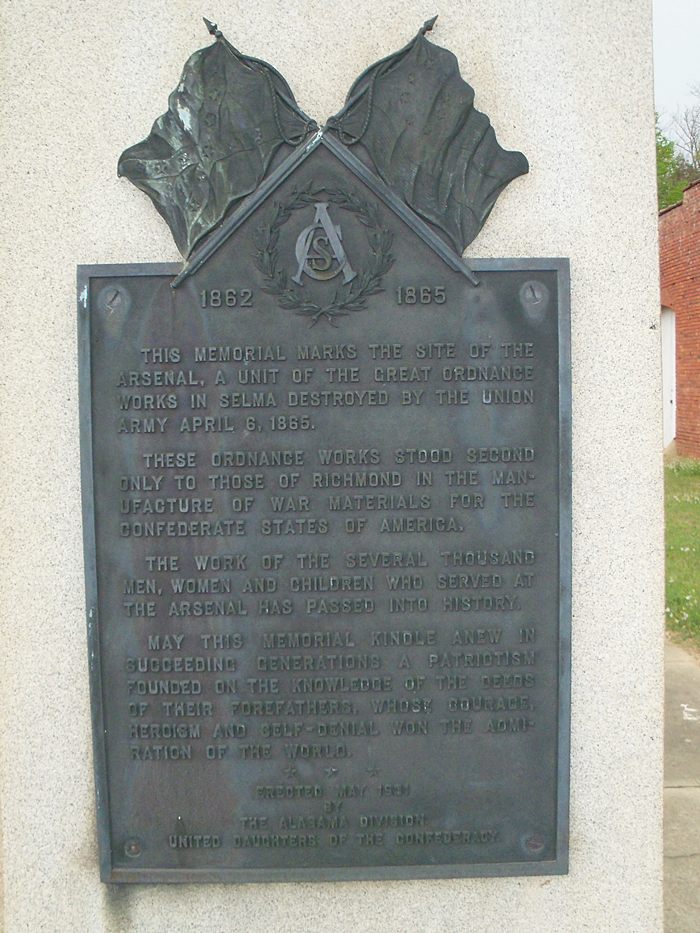 CSA
1862 1865
THIS MEMORIAL MARKS THE SITE OF THE
ARSENAL, A UNIT OF THE GREAT ORDNANCE
WORKS IN SELMA DESTROYED BY THE UNION
ARMY APRIL 6, 1865.
THESE ORDNANCE WORKS STOOD SECOND
ONLY TO THOSE OF RICHMOND IN THE MAN-
UFACTURE OF WAR MATERIALS FOR THE
CONFEDERATE STATES OF AMERICA.
THE WORK OF THE SEVERAL THOUSAND
MEN, WOMEN AND CHILDREN WHO SERVED AT
THE ARSENAL HAS PASSED INTO HISTORY.
MAY THIS MEMORIAL KINDLE ANEW IN
SUCCEEDING GENERATIONS A PATRIOTISM
FOUNDED ON THE KNOWLEDGE OF THE DEEDS
OF THEIR FOREFATHERS, WHOSE COURAGE,
HEROISM AND SELF-DENIAL WON THE ADMI-
RATION OF THE WORLD.
ERECTED MAY 1931
BY
THE ALABAMA DIVISION
UNITED DAUGHTERS OF THE CONFEDERACY.